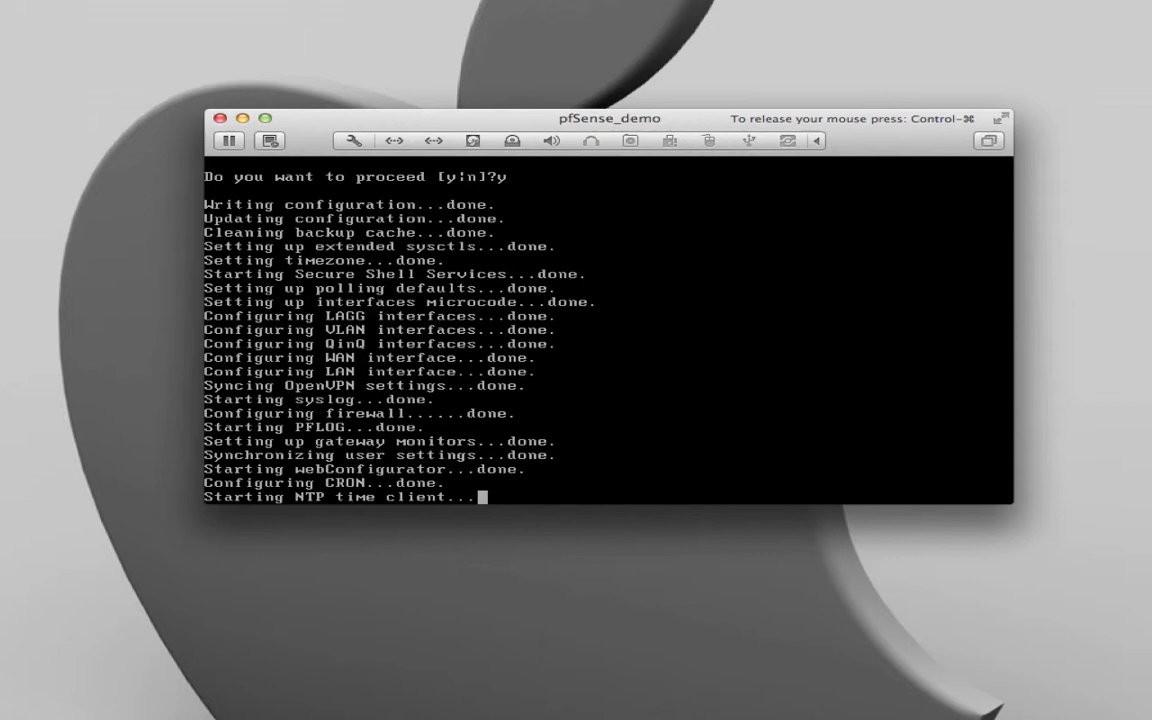 pfSense_demo
To release your mouse press: Control-⌘
Do you want to proceed [y|n]?y
Writing configuration...done.
Updating configuration...done.
Cleaning backup cache...done.
Setting up extended sysctls...done.
Setting timezone...done.
Starting Secure Shell Services...done.
Setting up polling defaults...done.
Setting up interfaces microcode...done.
Configuring LAGG interfaces...done.
Configuring VLAN interfaces...done.
Configuring QinQ interfaces...done.
Configuring WAN interface...done.
Configuring LAN interface...done.
Syncing OpenVPN settings...done.
Starting syslog...done.
Configuring firewall......done.
Starting PFLOG...done.
Setting up gateway monitors...done.
Synchronizing user settings...done.
Starting webConfigurator...done.
Configuring CRON...done.
Starting NTP time client...